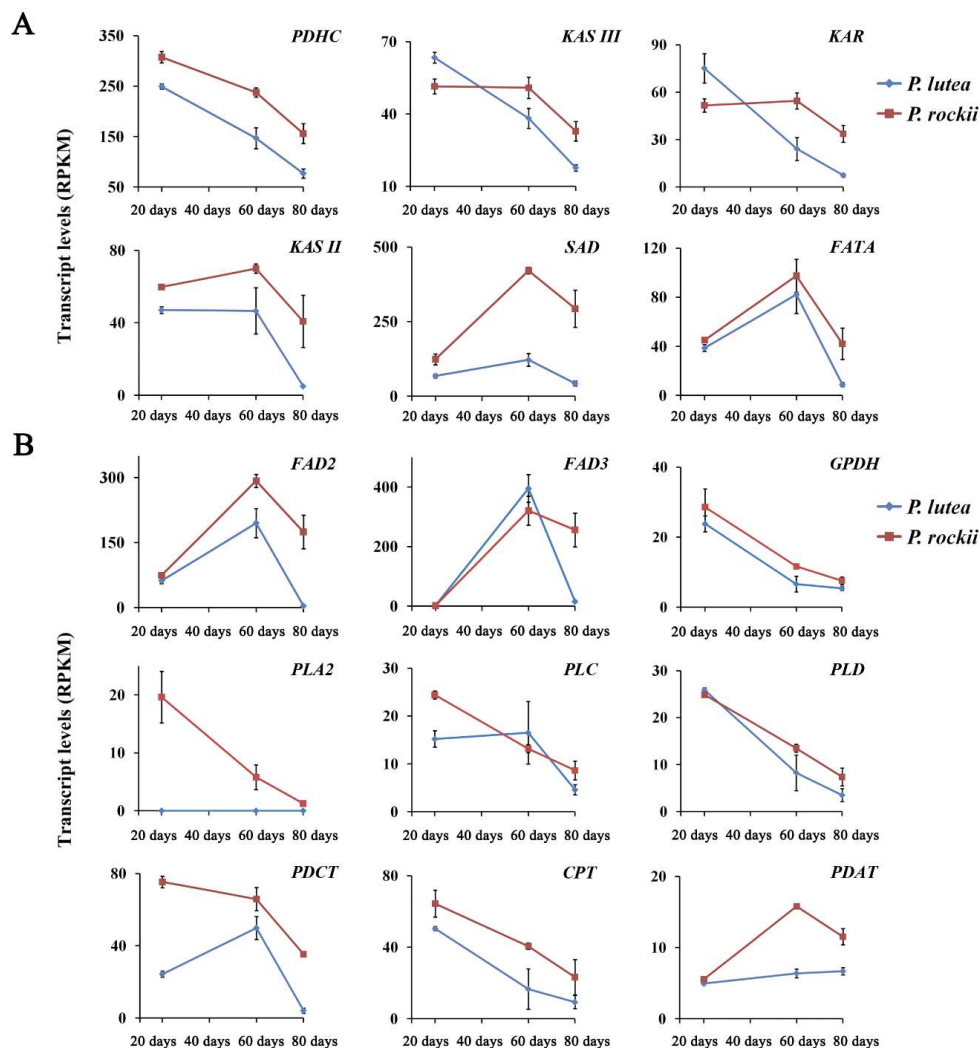 A
PDHC
KAS III
KAR
350
250
150
50
70
40
10
90
60
30
0
P. lutea
P. rockii
20 days 40 days 60 days 80 days
20 days 40 days 60 days 80 days
20 days 40 days 60 days 80 days
Transcript levels (RPKM)
KAS II
SAD
FATA
80
40
0
500
250
0
120
80
40
0
20 days 40 days 60 days 80 days
20 days 40 days 60 days 80 days
20 days 40 days 60 days 80 days
B
FAD2
FAD3
GPDH
300
150
0
400
200
0
40
20
0
P. lutea
P. rockii
20 days 40 days 60 days 80 days
20 days 40 days 60 days 80 days
20 days 40 days 60 days 80 days
Transcript levels (RPKM)
PLA2
PLC
PLD
20
10
0
30
20
10
0
30
20
10
0
20 days 40 days 60 days 80 days
20 days 40 days 60 days 80 days
20 days 40 days 60 days 80 days
PDCT
CPT
PDAT
80
40
0
80
40
0
20
10
0
20 days 40 days 60 days 80 days
20 days 40 days 60 days 80 days
20 days 40 days 60 days 80 days